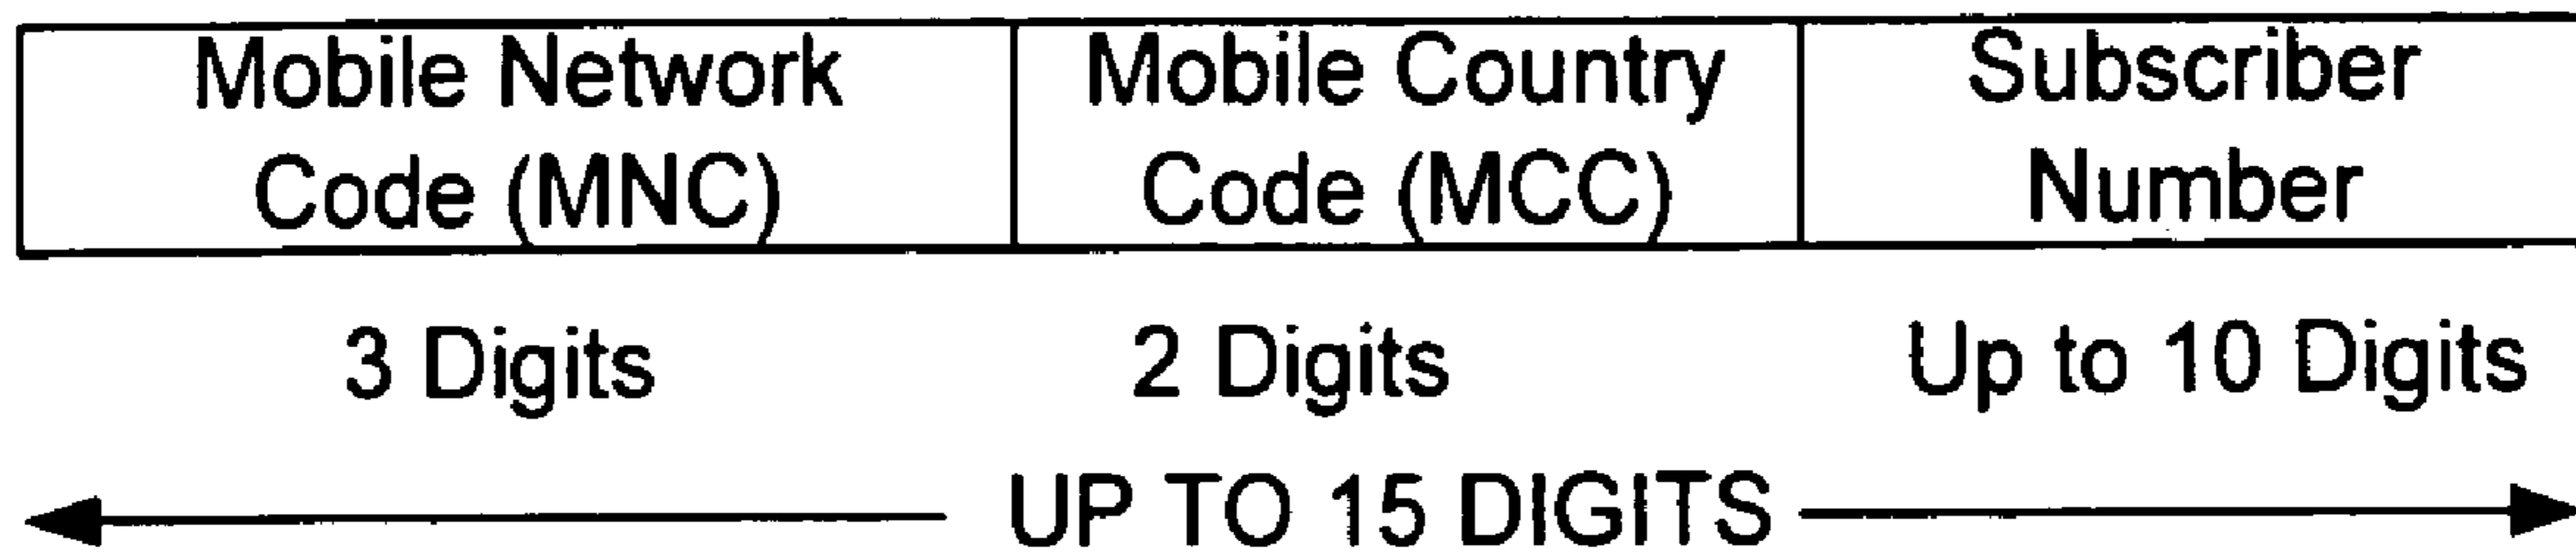 Mobile Network
Code (MNC)
Mobile Country
Code (MCC)
Subscriber
Number
3 Digits
2 Digits
Up to 10 Digits
UP TO 15 DIGITS